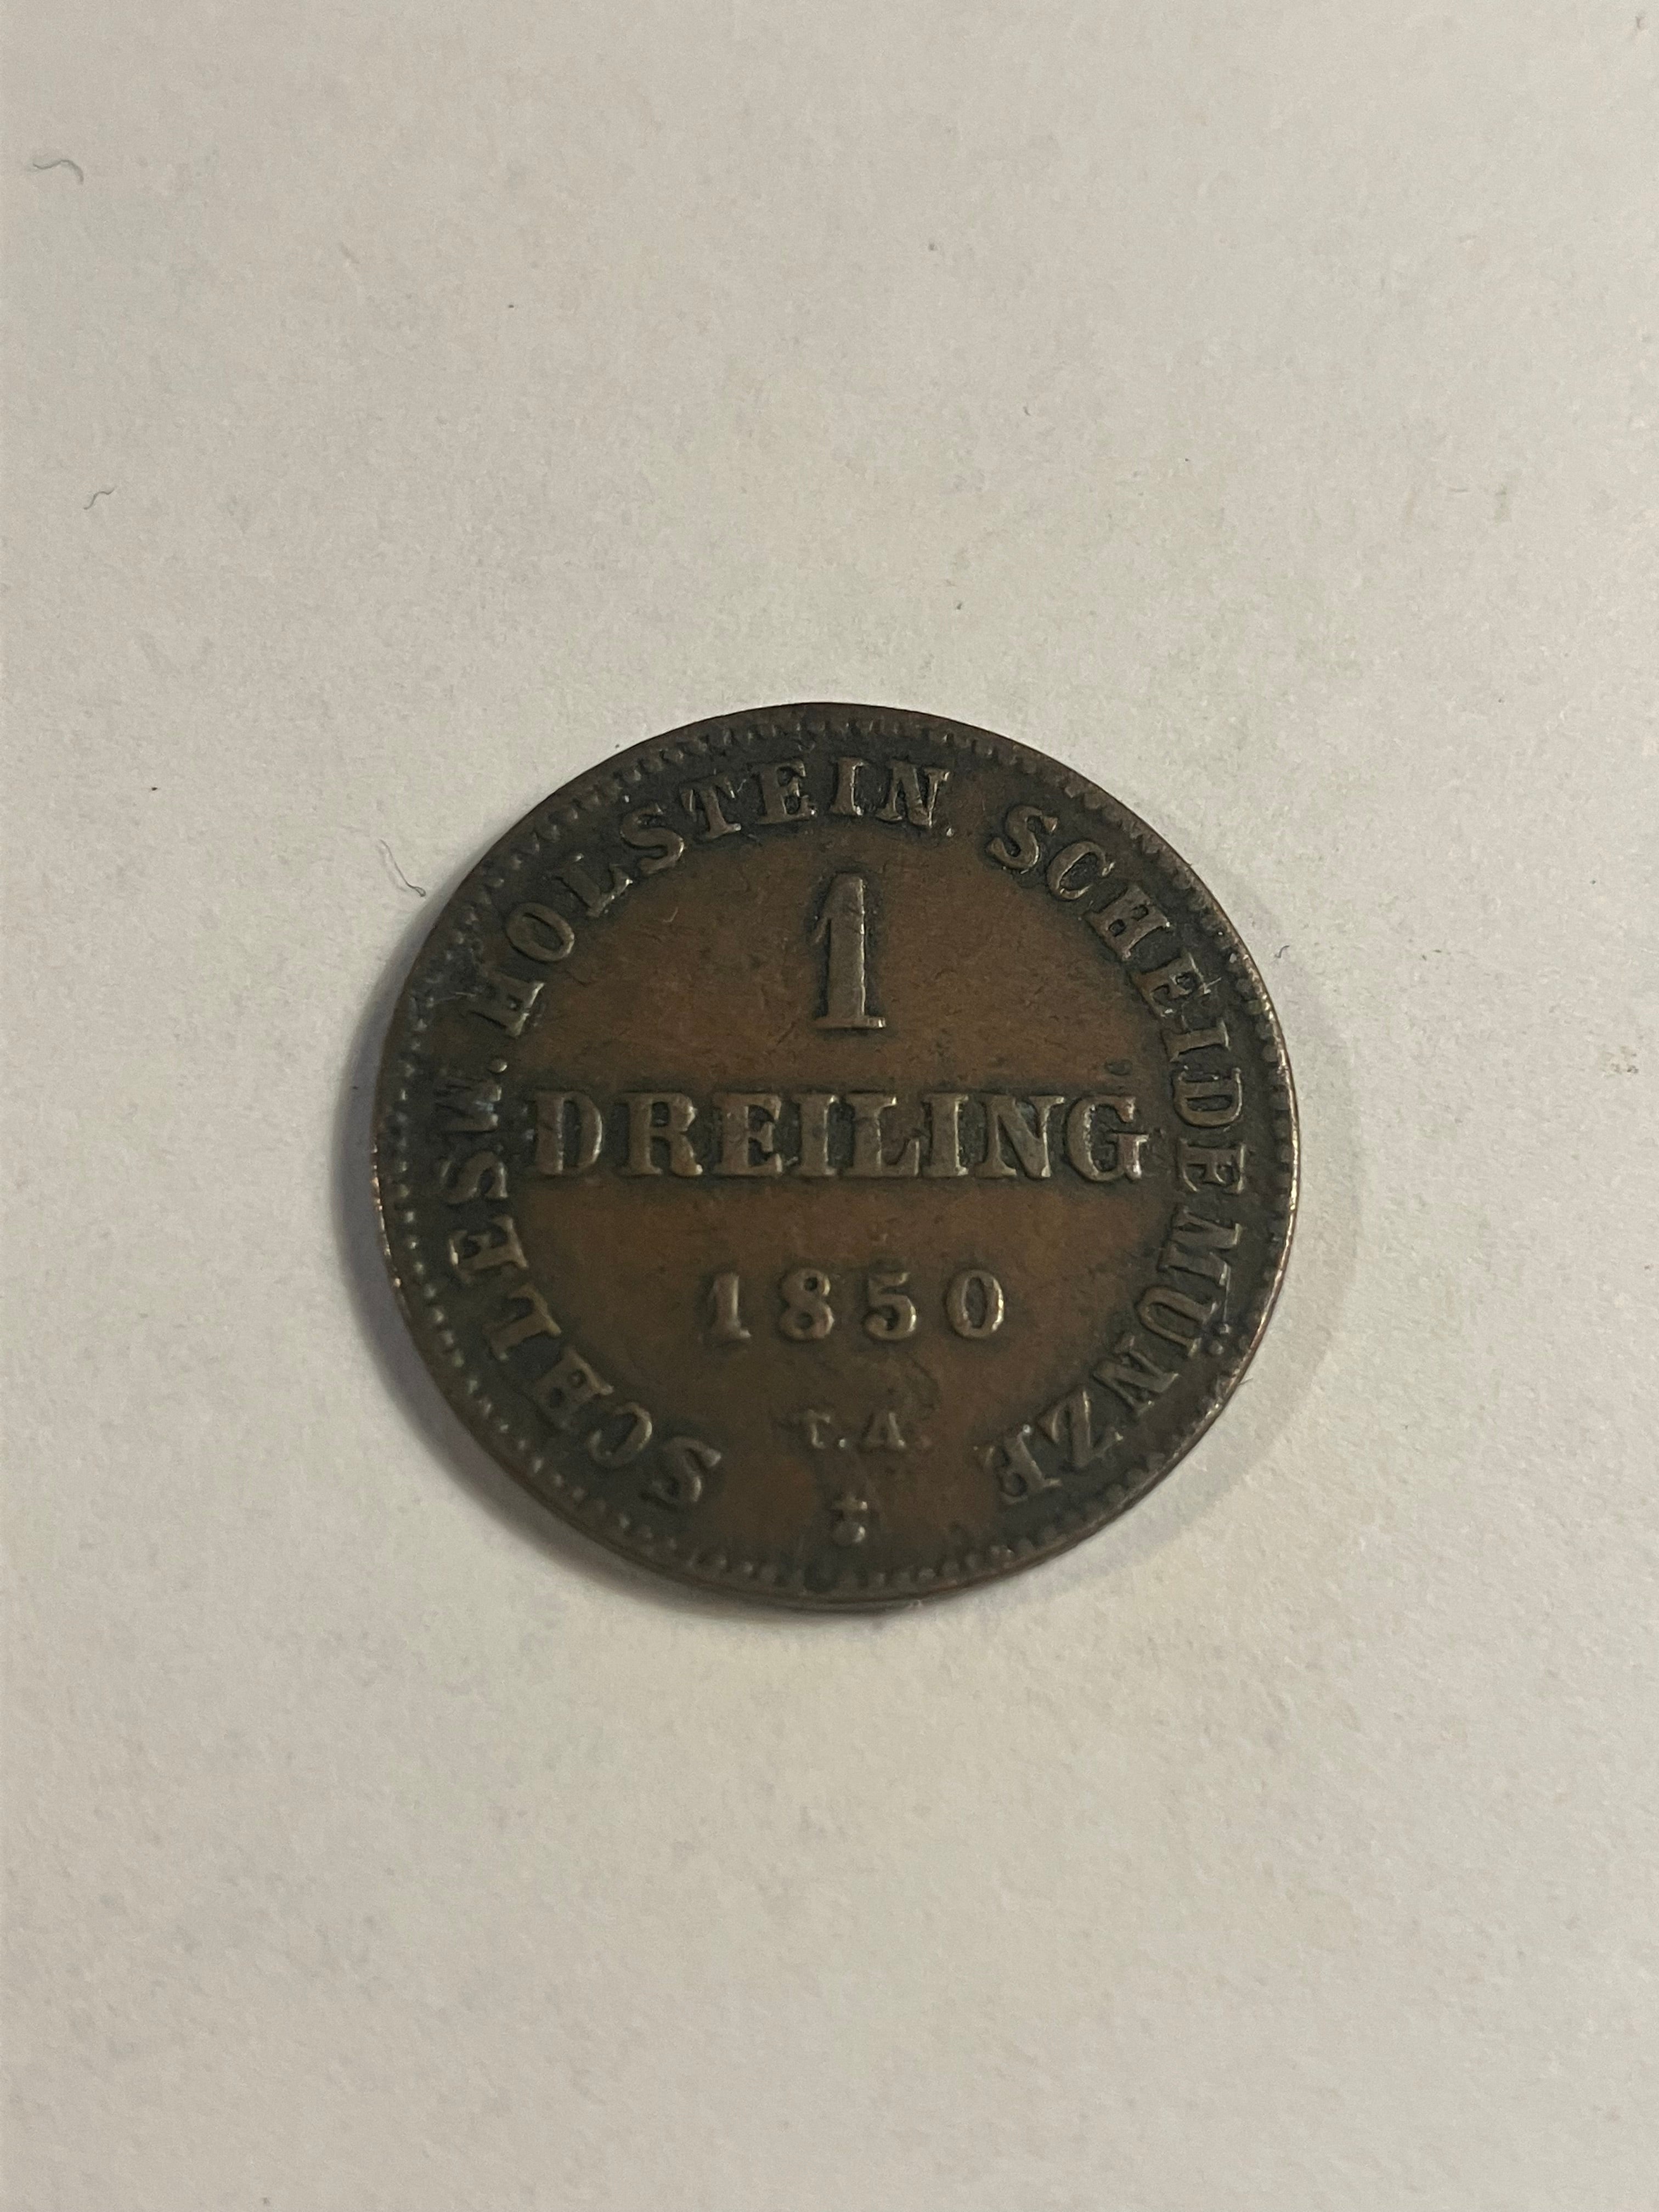 SCHLESW. HOLSTEIN. SCHEIDEMÜNZE
1
DREILING
1850
T.A.